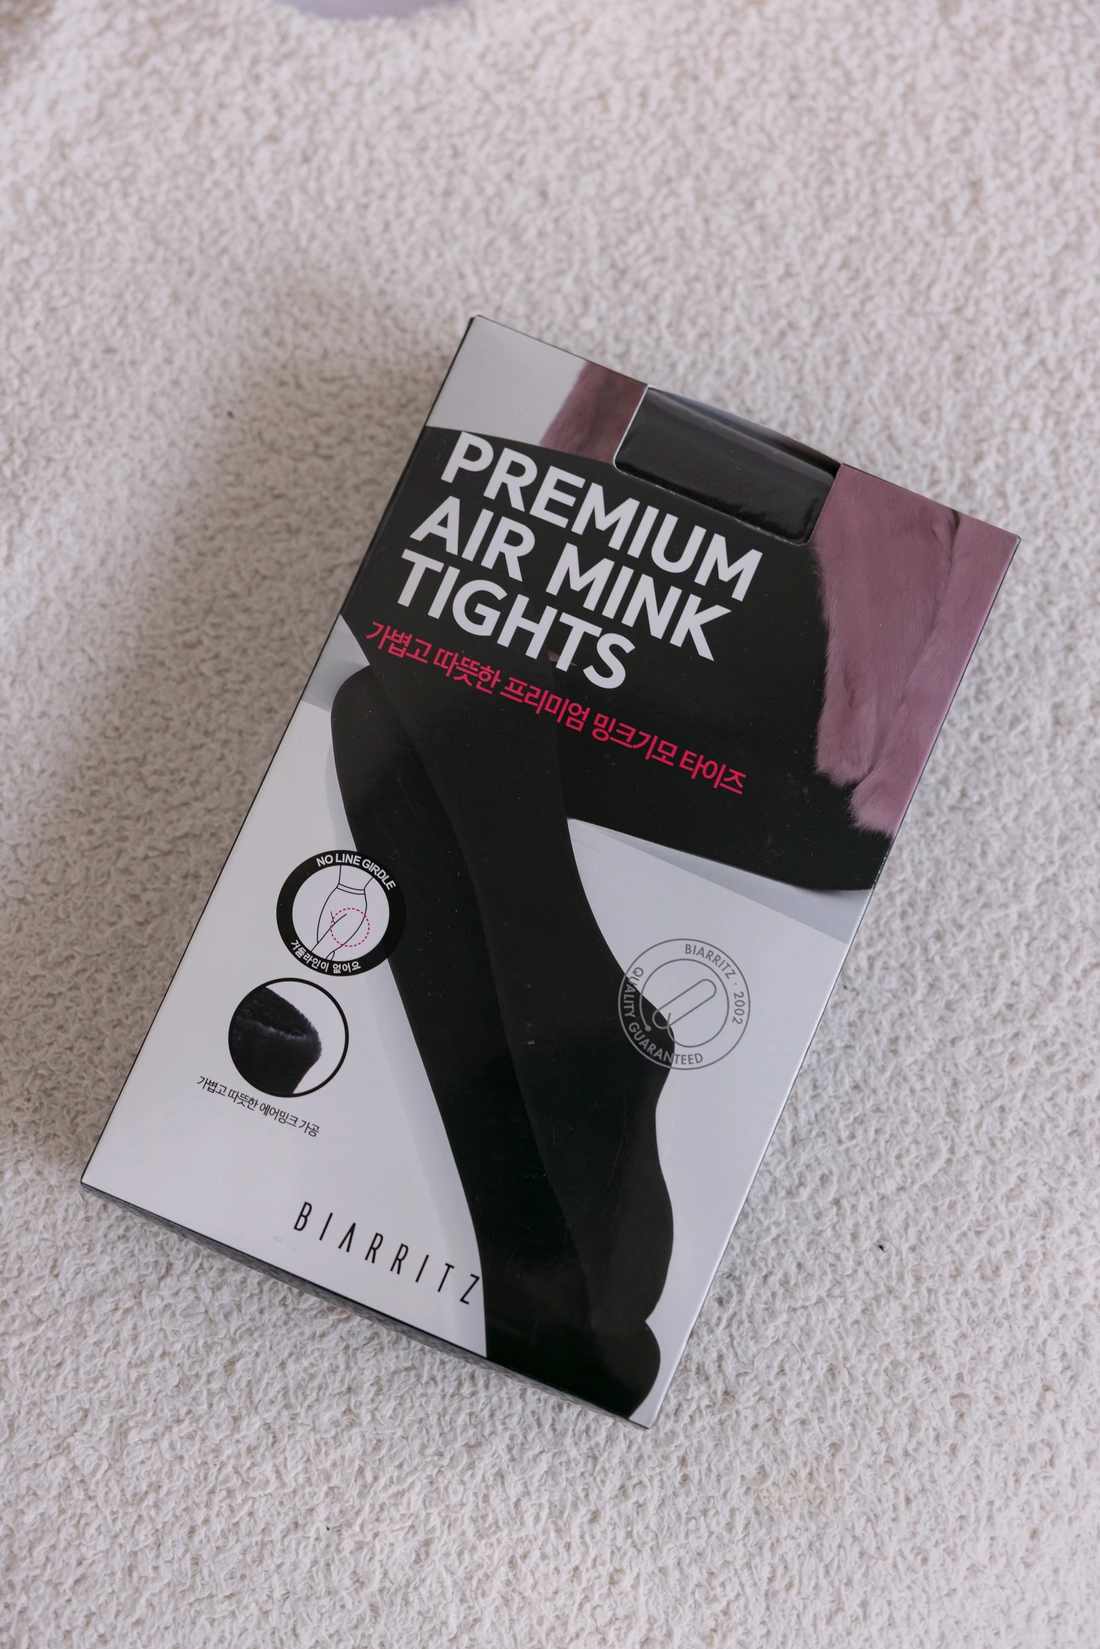 PREMIUM
AIR MINK
TIGHTS
가볍고 따뜻한 프리미엄 밍크기모 타이즈
NO LINE GIRDLE
거들라인이 없어요
BIARRITZ · 2002
QUALITY GUARANTEED
가볍고 따뜻한 에어밍크 가공
BIARRITZ